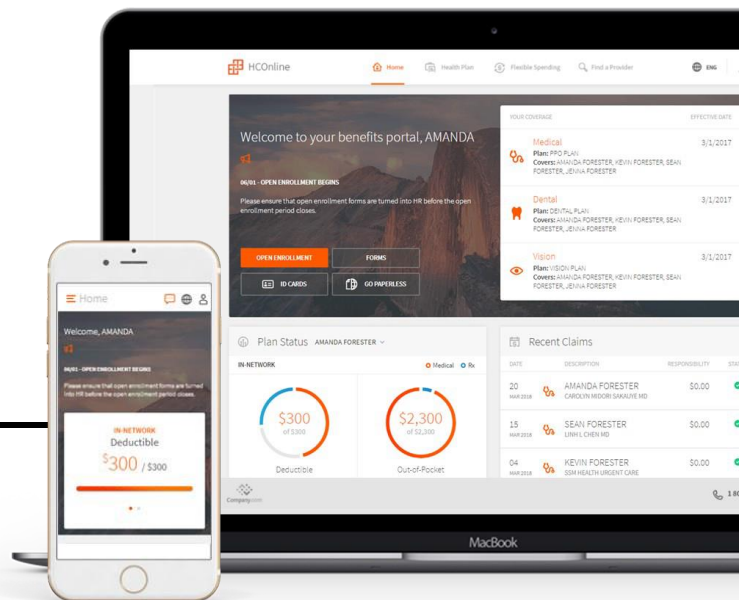 HCOnline
Home
Health Plan
Flexible Spending
Find a Provider
ENG
Welcome to your benefits portal, AMANDA
06/01 - OPEN ENROLLMENT BEGINS
Please ensure that open enrollment forms are turned into HR before the open
enrollment period closes.
OPEN ENROLLMENT
FORMS
ID CARDS
GO PAPERLESS
YOUR COVERAGE
EFFECTIVE DATE
Medical
3/1/2017
Plan: PPO PLAN
Covers: AMANDA FORESTER, KEVIN FORESTER, SEAN
FORESTER, JENNA FORESTER
Dental
3/1/2017
Plan: DENTAL PLAN
Covers: AMANDA FORESTER, KEVIN FORESTER, SEAN
FORESTER, JENNA FORESTER
Vision
3/1/2017
Plan: VISION PLAN
Covers: AMANDA FORESTER, KEVIN FORESTER, SEAN
FORESTER, JENNA FORESTER
Plan Status AMANDA FORESTER
IN-NETWORK
Medical
Rx
$300
of $300
Deductible
$2,300
of $2,300
Out-of-Pocket
Recent Claims
DATE
DESCRIPTION
RESPONSIBILITY
STA
20
MAR 2018
AMANDA FORESTER
CAROLYN MIDORI SAKAUYE MD
$0.00
15
MAR 2018
SEAN FORESTER
LINH L CHEN MD
$0.00
04
MAR 2018
KEVIN FORESTER
SSM HEALTH URGENT CARE
$0.00
Company
1 80
MacBook
Home
Welcome, AMANDA
06/01 - OPEN ENROLLMENT BEGINS
Please ensure that open enrollment forms are turned
into HR before the open enrollment period closes.
IN-NETWORK
Deductible
$300 / $300